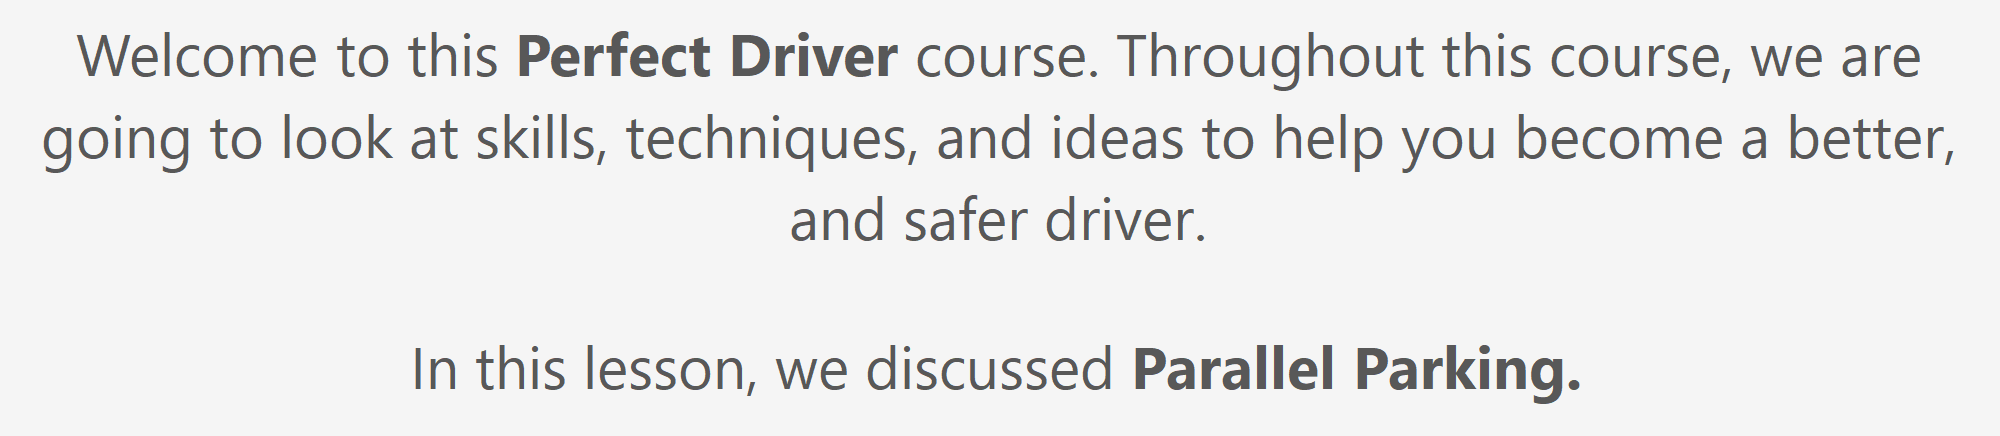 Welcome to this Perfect Driver course. Throughout this course, we are
going to look at skills, techniques, and ideas to help you become a better,
and safer driver.
In this lesson, we discussed Parallel Parking.